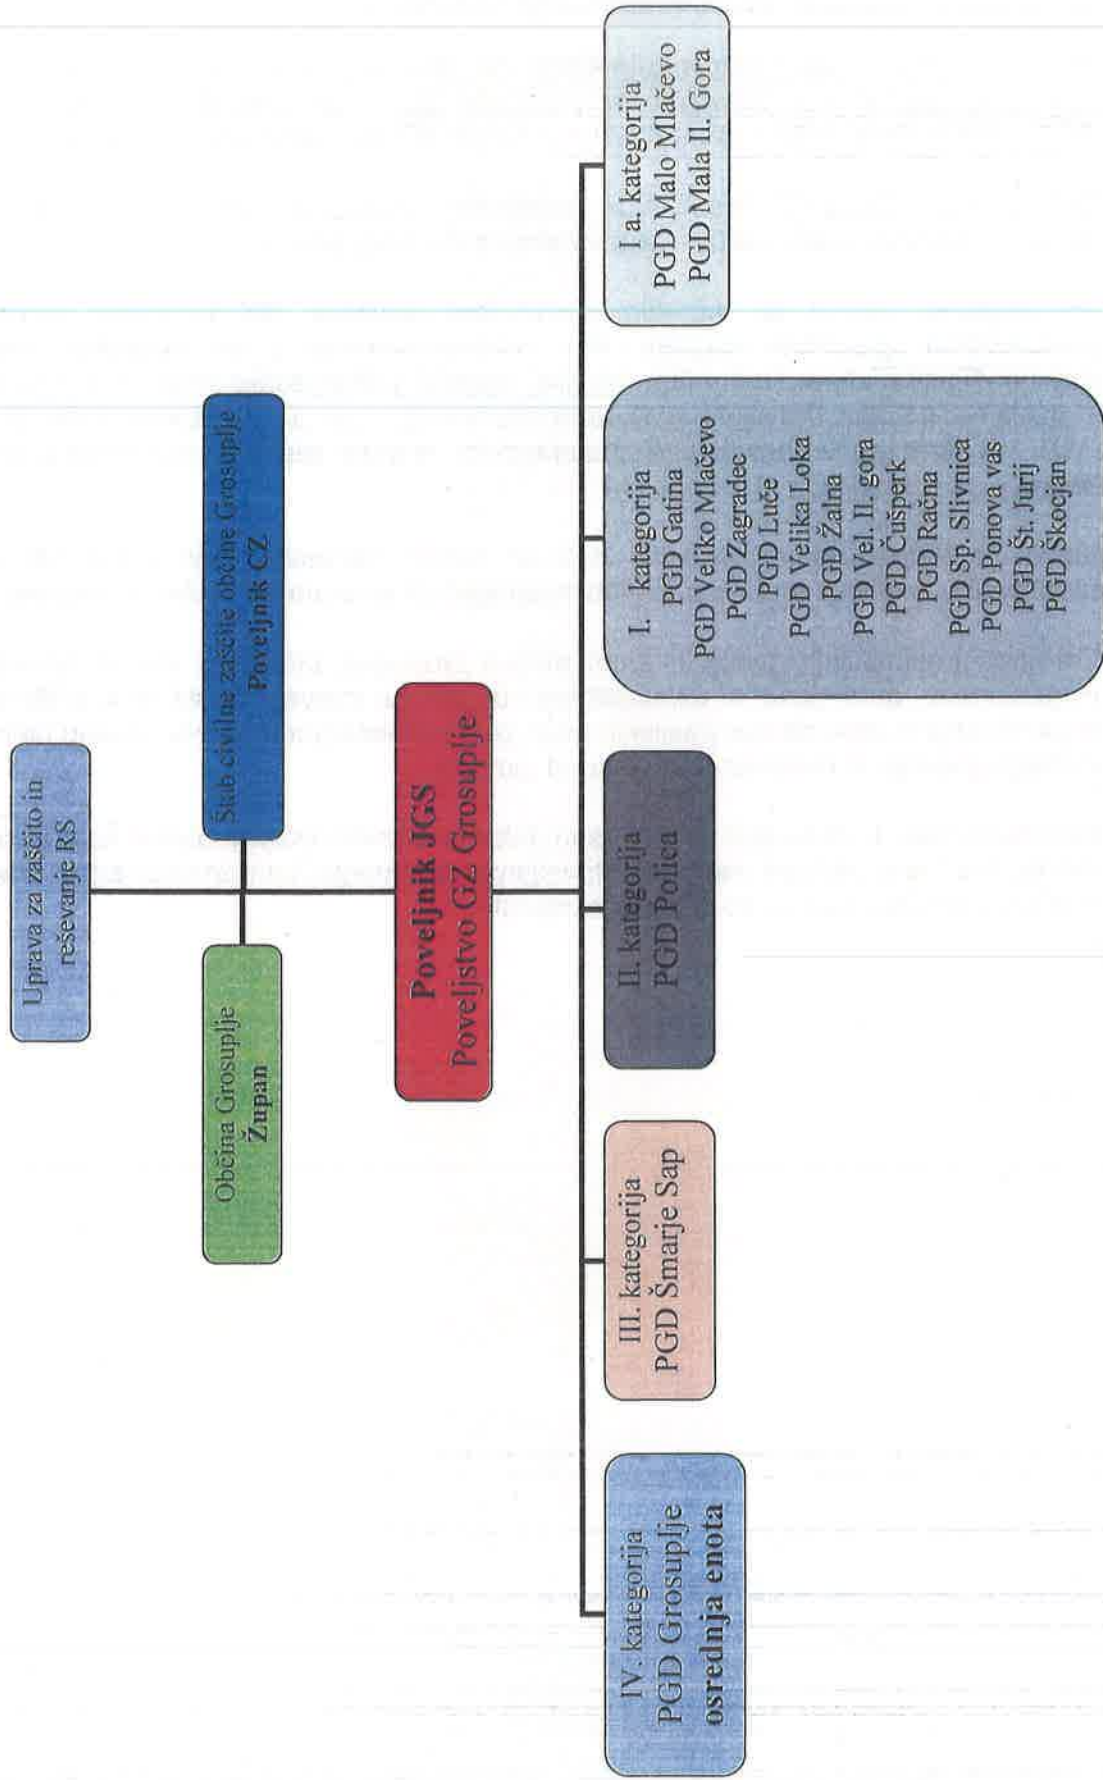 Uprava za zaščito in
reševanje RS
Občina Grosuplje
Župan
Štab civilne zaščite občine Grosuplje
Poveljnik CZ
Poveljnik JGS
Poveljstvo GZ Grosuplje
IV. kategorija
PGD Grosuplje
osrednja enota
III. kategorija
PGD Šmarje Sap
II. kategorija
PGD Polica
I. kategorija
PGD Gatina
PGD Veliko Mlačevo
PGD Zagradec
PGD Luče
PGD Velika Loka
PGD Žalna
PGD Vel. Il. gora
PGD Čušperk
PGD Račna
PGD Sp. Slivnica
PGD Ponova vas
PGD Št. Jurij
PGD Škocjan
I a. kategorija
PGD Malo Mlačevo
PGD Mala Il. Gora